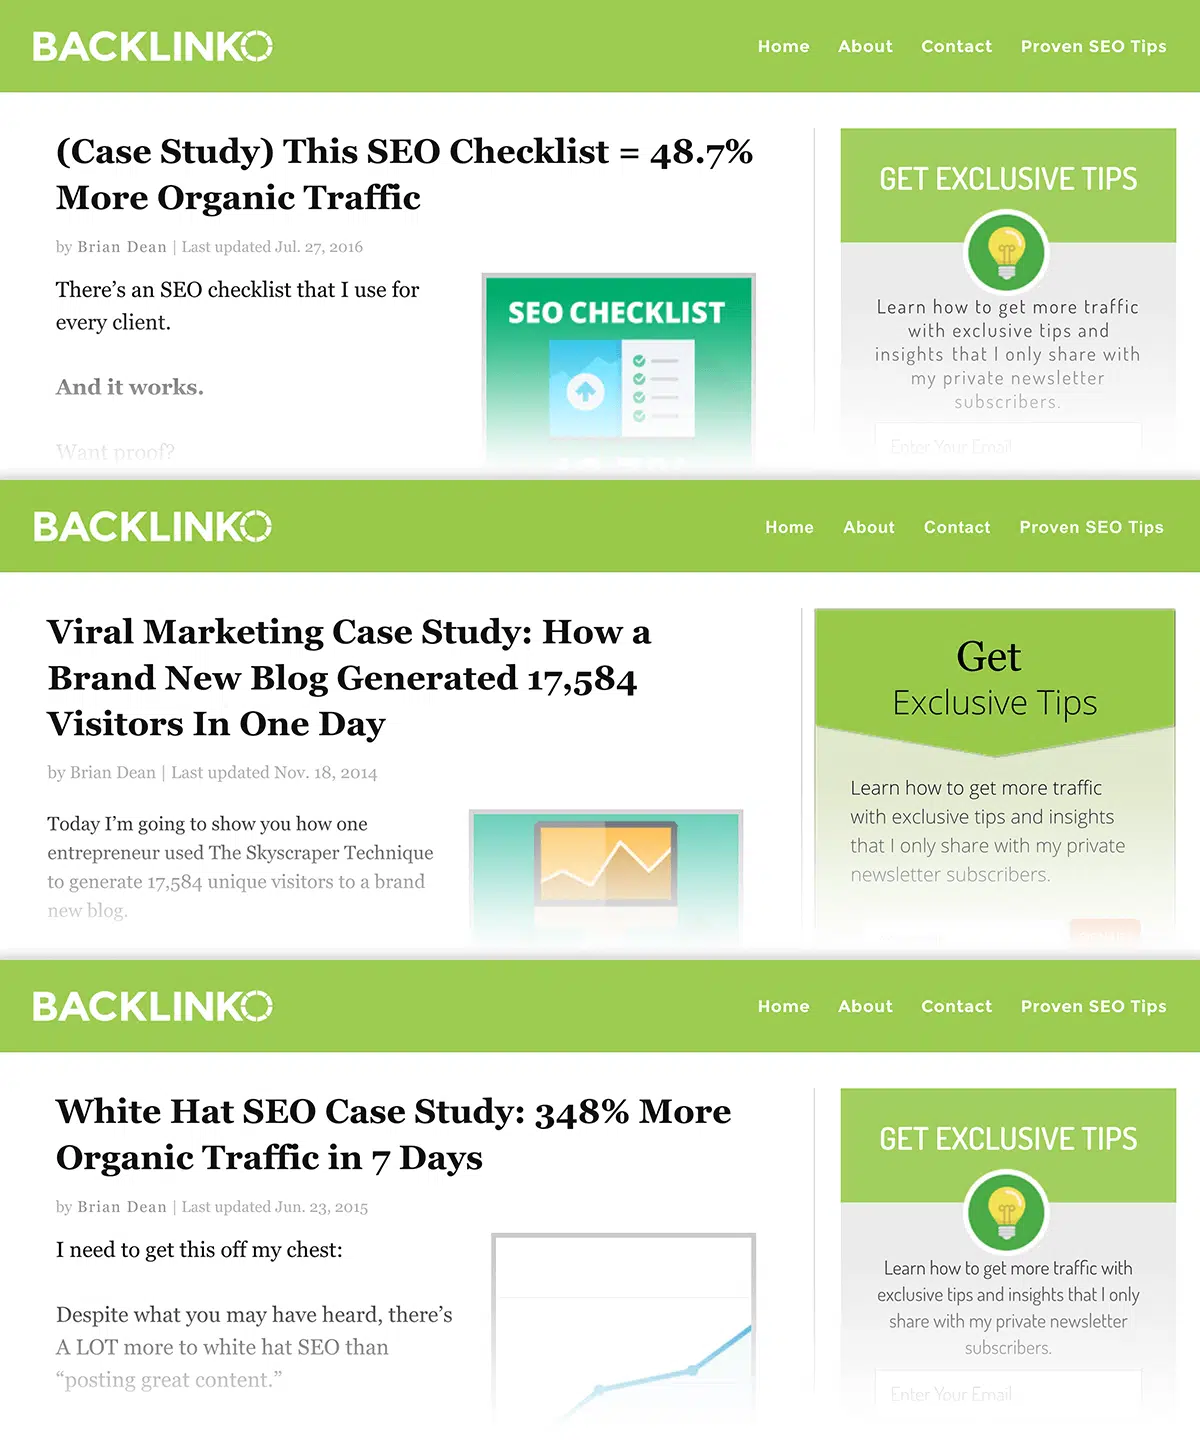 BACKLINKO
Home About Contact Proven SEO Tips
(Case Study) This SEO Checklist = 48.7%
More Organic Traffic
by Brian Dean | Last updated Jul. 27, 2016
There’s an SEO checklist that I use for
every client.
And it works.
Want proof?
SEO CHECKLIST
GET EXCLUSIVE TIPS
Learn how to get more traffic
with exclusive tips and
insights that I only share with
my private newsletter
subscribers.
Enter Your Email
BACKLINKO
Home About Contact Proven SEO Tips
Viral Marketing Case Study: How a
Brand New Blog Generated 17,584
Visitors In One Day
by Brian Dean | Last updated Nov. 18, 2014
Today I’m going to show you how one
entrepreneur used The Skyscraper Technique
to generate 17,584 unique visitors to a brand
new blog.
Get
Exclusive Tips
Learn how to get more traffic
with exclusive tips and insights
that I only share with my private
newsletter subscribers.
BACKLINKO
Home About Contact Proven SEO Tips
White Hat SEO Case Study: 348% More
Organic Traffic in 7 Days
by Brian Dean | Last updated Jun. 23, 2015
I need to get this off my chest:
Despite what you may have heard, there’s
A LOT more to white hat SEO than
“posting great content.”
GET EXCLUSIVE TIPS
Learn how to get more traffic with
exclusive tips and insights that I only
share with my private newsletter
subscribers.
Enter Your Email